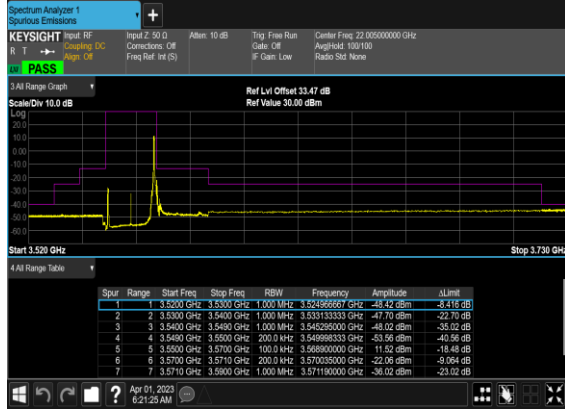 Spectrum Analyzer 1
Spurious Emissions
KEYSIGHT Input: RF Input Z: 50 Ω Atten: 10 dB Trig: Free Run Center Freq: 22.005000000 GHz
R T Coupling: DC Corrections: Off Gate: Off Avg|Hold: 100/100
Align: Off Freq Ref: Int (S) IF Gain: Low Radio Std: None
LNI PASS
3 All Range Graph
Ref Lvl Offset 33.47 dB
Scale/Div 10.0 dB Ref Value 30.00 dBm
Log
20.0
10.0
0.00
-10.0
-20.0
-30.0
-40.0
-50.0
-60.0
Start 3.520 GHz Stop 3.730 GHz
4 All Range Table
Spur Range Start Freq Stop Freq RBW Frequency Amplitude ΔLimit
1 1 3.5200 GHz 3.5300 GHz 1.000 MHz 3.524966667 GHz -48.42 dBm -8.416 dB
2 2 3.5300 GHz 3.5400 GHz 1.000 MHz 3.533133333 GHz -47.70 dBm -22.70 dB
3 3 3.5400 GHz 3.5490 GHz 1.000 MHz 3.545295000 GHz -48.02 dBm -35.02 dB
4 4 3.5490 GHz 3.5500 GHz 200.0 kHz 3.549998333 GHz -53.56 dBm -40.56 dB
5 5 3.5500 GHz 3.5700 GHz 100.0 kHz 3.568900000 GHz 11.52 dBm -18.48 dB
6 6 3.5700 GHz 3.5710 GHz 200.0 kHz 3.570035000 GHz -22.06 dBm -9.064 dB
7 7 3.5710 GHz 3.5900 GHz 1.000 MHz 3.571190000 GHz -36.02 dBm -23.02 dB
? Apr 01, 2023
6:21:25 AM